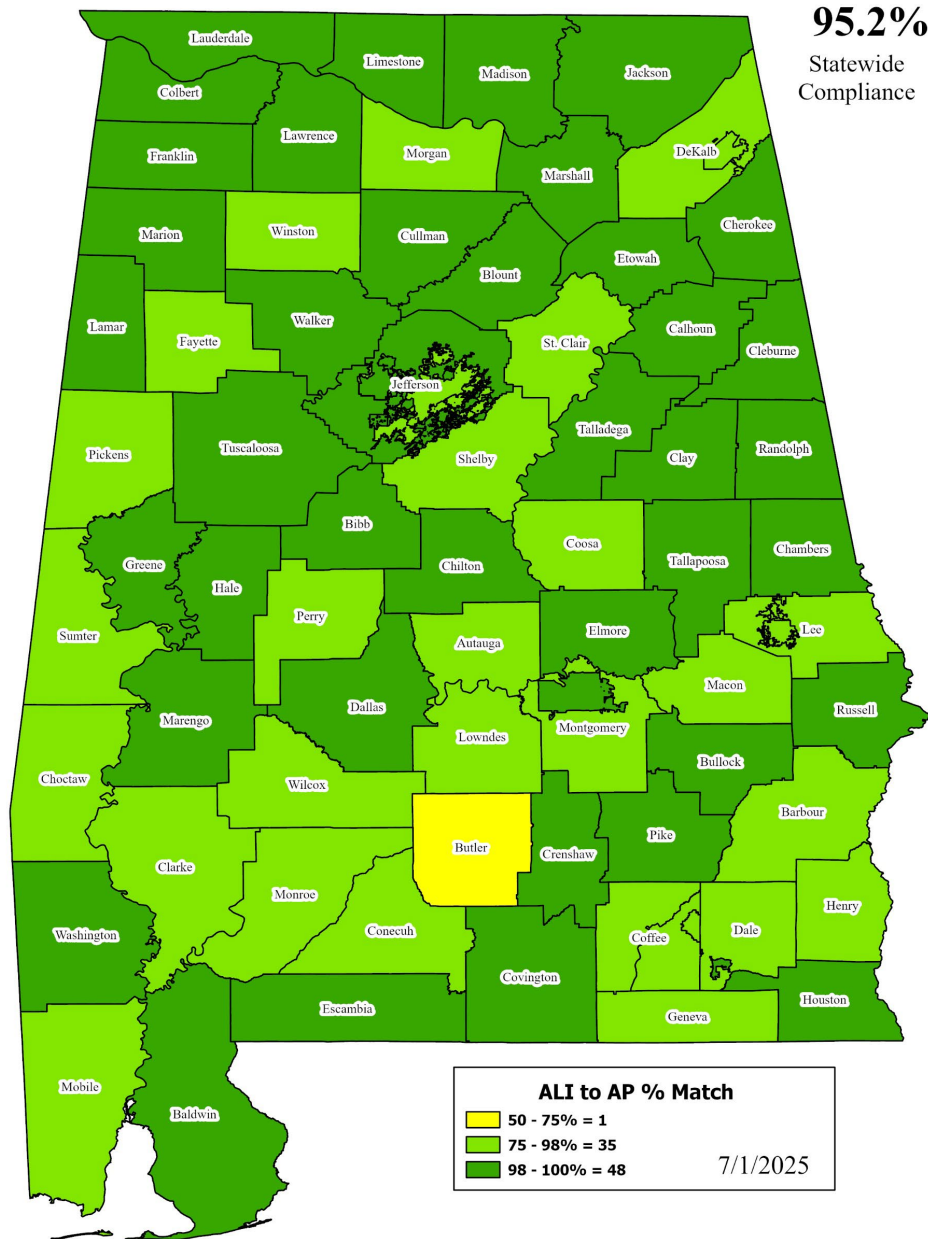 95.2%
Statewide
Compliance
Lauderdale
Limestone
Madison
Jackson
Colbert
Lawrence
Franklin
Morgan
DeKalb
Marshall
Marion
Winston
Cullman
Cherokee
Etowah
Blount
Lamar
Walker
Fayette
St. Clair
Calhoun
Cleburne
Jefferson
Pickens
Tuscaloosa
Shelby
Talladega
Clay
Randolph
Bibb
Greene
Hale
Chilton
Coosa
Tallapoosa
Chambers
Sumter
Perry
Autauga
Elmore
Lee
Macon
Marengo
Dallas
Russell
Lowndes
Montgomery
Bullock
Choctaw
Wilcox
Barbour
Butler
Crenshaw
Pike
Clarke
Monroe
Henry
Washington
Conecuh
Coffee
Dale
Covington
Escambia
Houston
Geneva
Mobile
Baldwin
ALI to AP % Match
50 - 75% = 1
75 - 98% = 35
98 - 100% = 48
7/1/2025